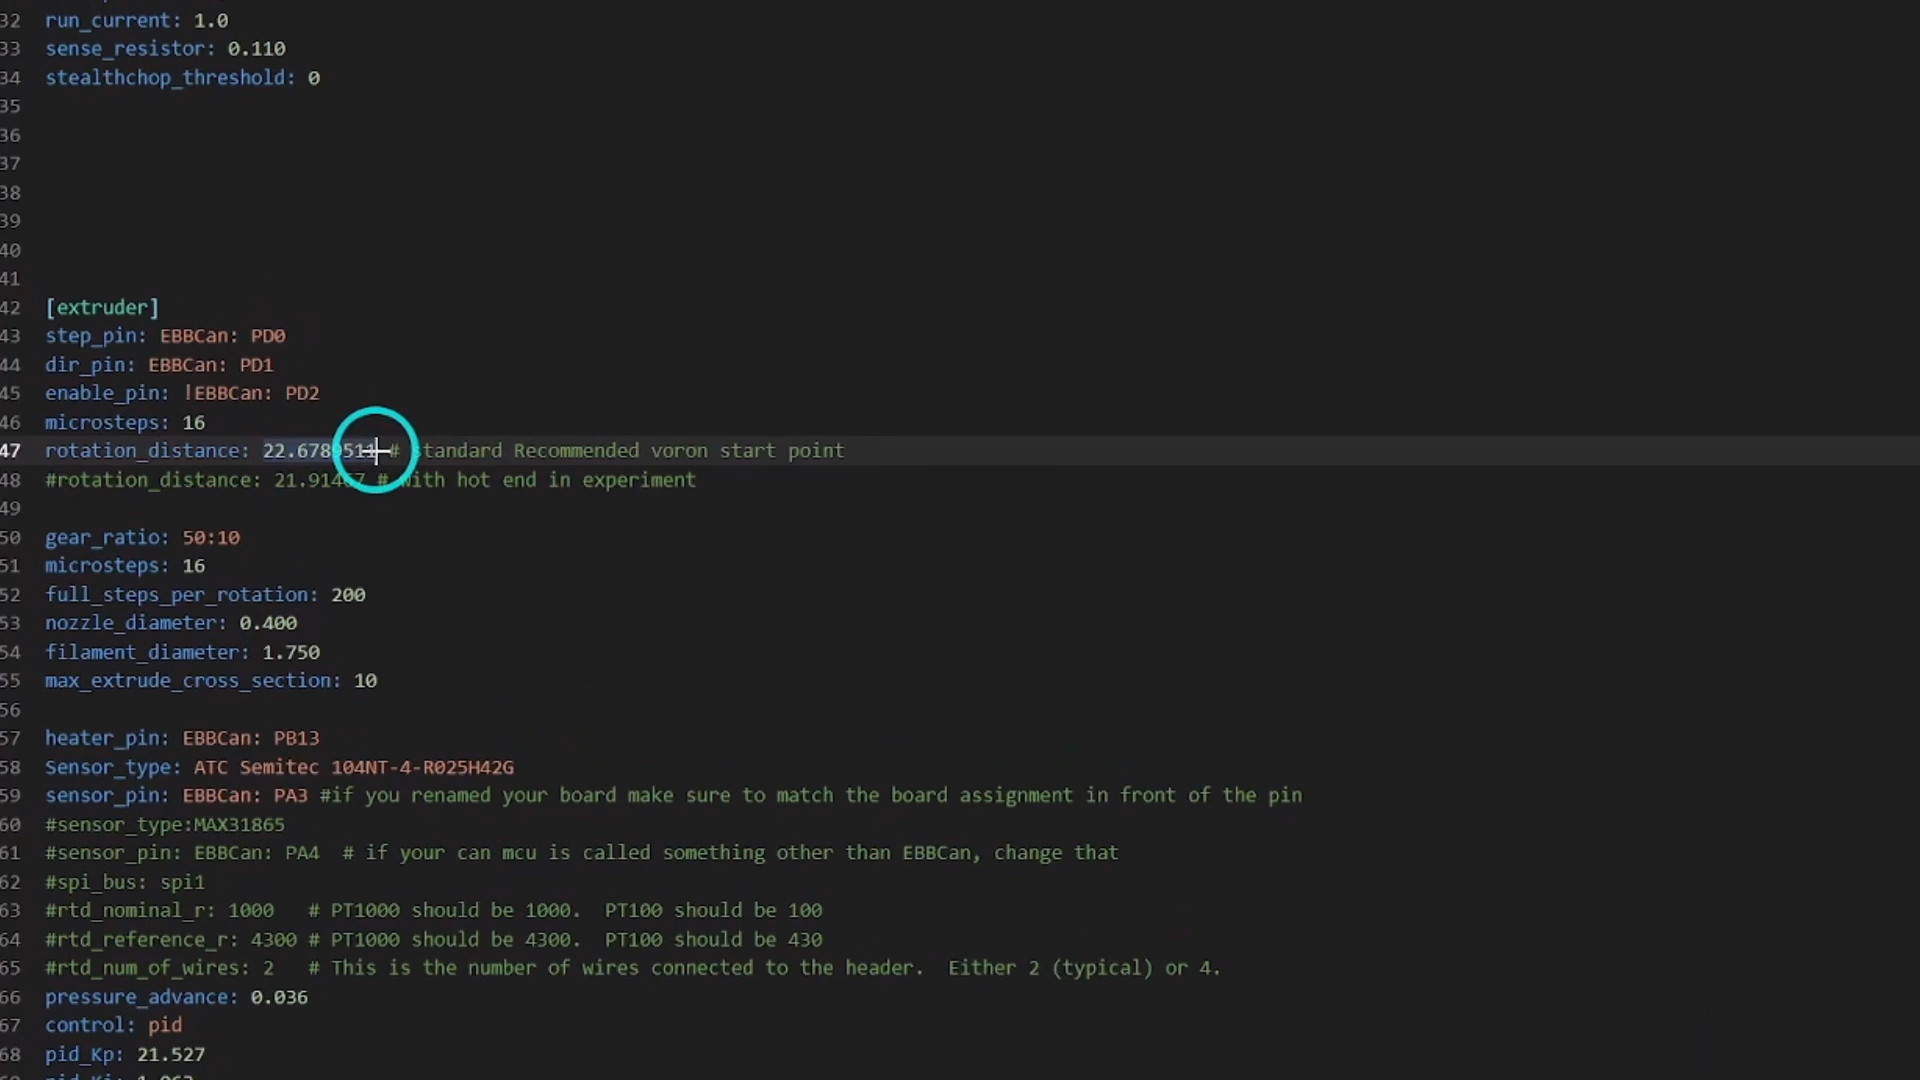 32 run_current: 1.0
33 sense_resistor: 0.110
34 stealthchop_threshold: 0
35
36
37
38
39
40
41
42 [extruder]
43 step_pin: EBBCan: PD0
44 dir_pin: EBBCan: PD1
45 enable_pin: !EBBCan: PD2
46 microsteps: 16
47 rotation_distance: 22.6789511 # standard Recommended voron start point
48 #rotation_distance: 21.91467 # with hot end in experiment
49
50 gear_ratio: 50:10
51 microsteps: 16
52 full_steps_per_rotation: 200
53 nozzle_diameter: 0.400
54 filament_diameter: 1.750
55 max_extrude_cross_section: 10
56
57 heater_pin: EBBCan: PB13
58 Sensor_type: ATC Semitec 104NT-4-R025H42G
59 sensor_pin: EBBCan: PA3 #if you renamed your board make sure to match the board assignment in front of the pin
60 #sensor_type:MAX31865
61 #sensor_pin: EBBCan: PA4 # if your can mcu is called something other than EBBCan, change that
62 #spi_bus: spi1
63 #rtd_nominal_r: 1000 # PT1000 should be 1000. PT100 should be 100
64 #rtd_reference_r: 4300 # PT1000 should be 4300. PT100 should be 430
65 #rtd_num_of_wires: 2 # This is the number of wires connected to the header. Either 2 (typical) or 4.
66 pressure_advance: 0.036
67 control: pid
68 pid_Kp: 21.527